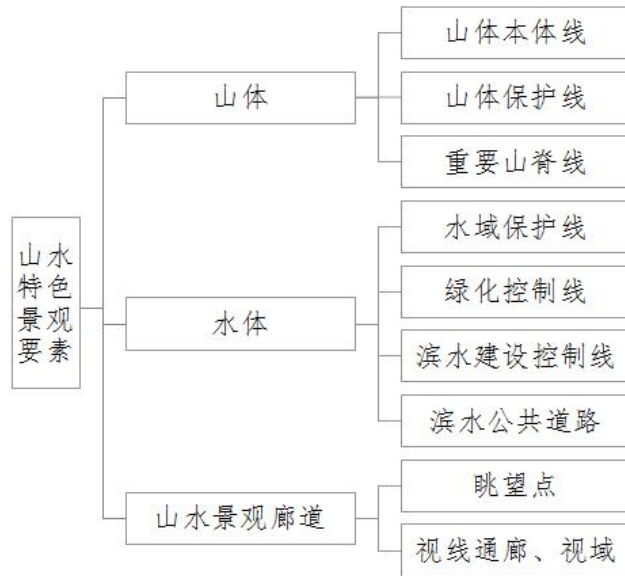 山水
特色
景观
要素
山体
山体本体线
山体保护线
重要山脊线
水体
水域保护线
绿化控制线
滨水建设控制线
滨水公共道路
山水景观廊道
眺望点
视线通廊、视域